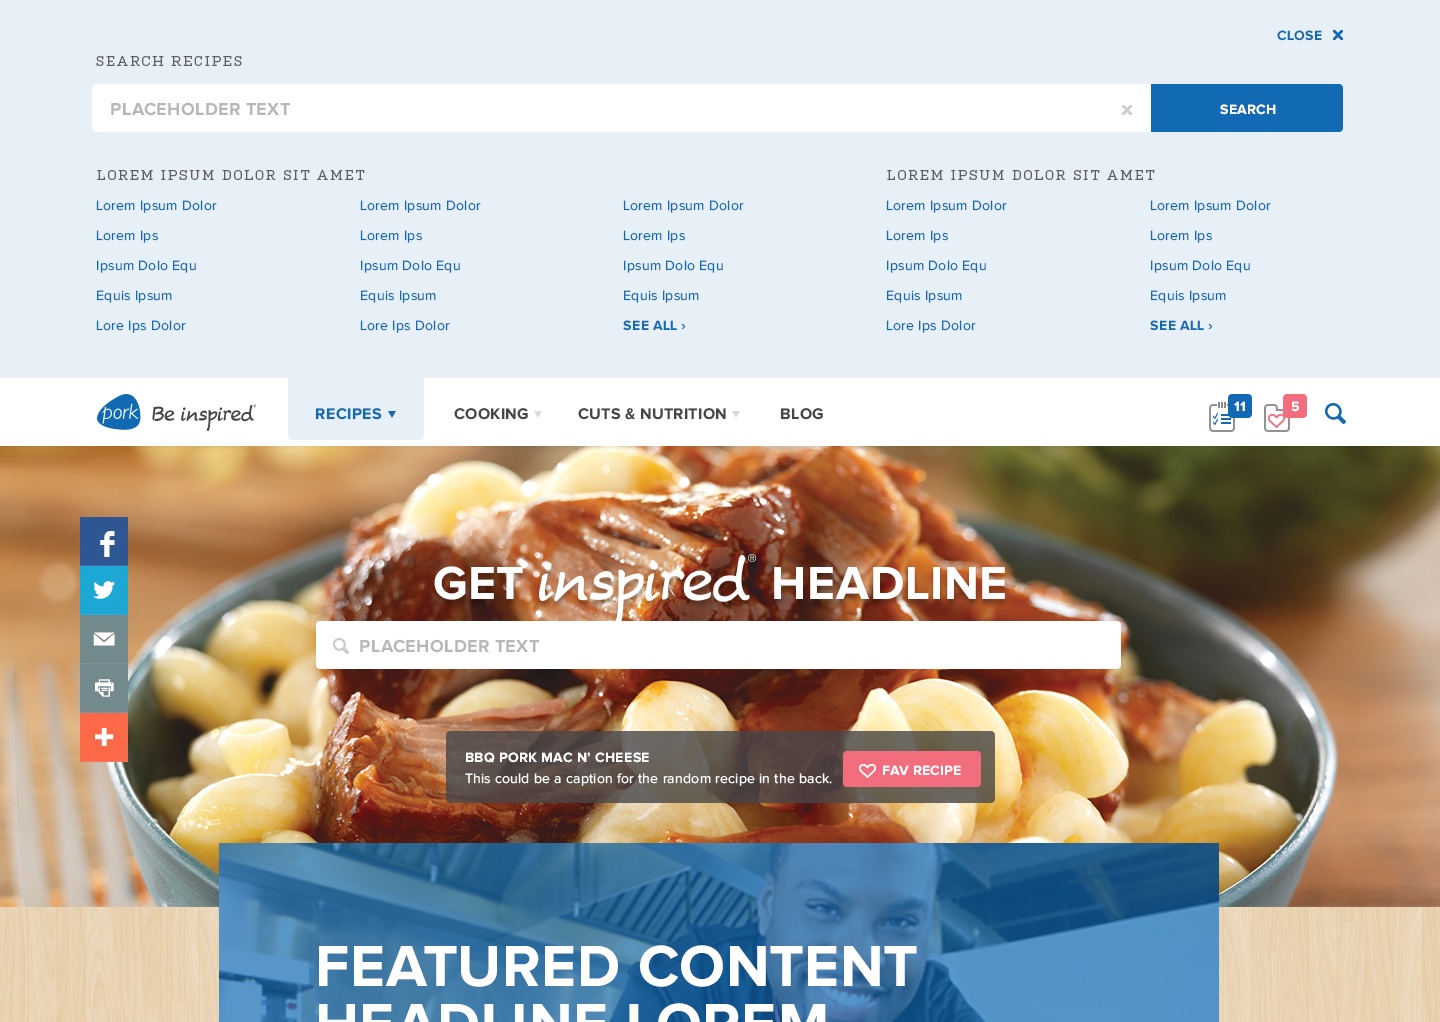 CLOSE
SEARCH RECIPES
PLACEHOLDER TEXT
SEARCH
LOREM IPSUM DOLOR SIT AMET
Lorem Ipsum Dolor Lorem Ipsum Dolor Lorem Ipsum Dolor
Lorem Ips Lorem Ips Lorem Ips
Ipsum Dolo Equ Ipsum Dolo Equ Ipsum Dolo Equ
Equis Ipsum Equis Ipsum Equis Ipsum
Lore Ips Dolor Lore Ips Dolor SEE ALL ›
LOREM IPSUM DOLOR SIT AMET
Lorem Ipsum Dolor Lorem Ipsum Dolor
Lorem Ips Lorem Ips
Ipsum Dolo Equ Ipsum Dolo Equ
Equis Ipsum Equis Ipsum
Lore Ips Dolor SEE ALL ›
pork Be inspired® RECIPES COOKING CUTS & NUTRITION BLOG 11 5
GET inspired® HEADLINE
PLACEHOLDER TEXT
BBQ PORK MAC N’ CHEESE
This could be a caption for the random recipe in the back.
FAV RECIPE
FEATURED CONTENT
HEADLINE LOREM